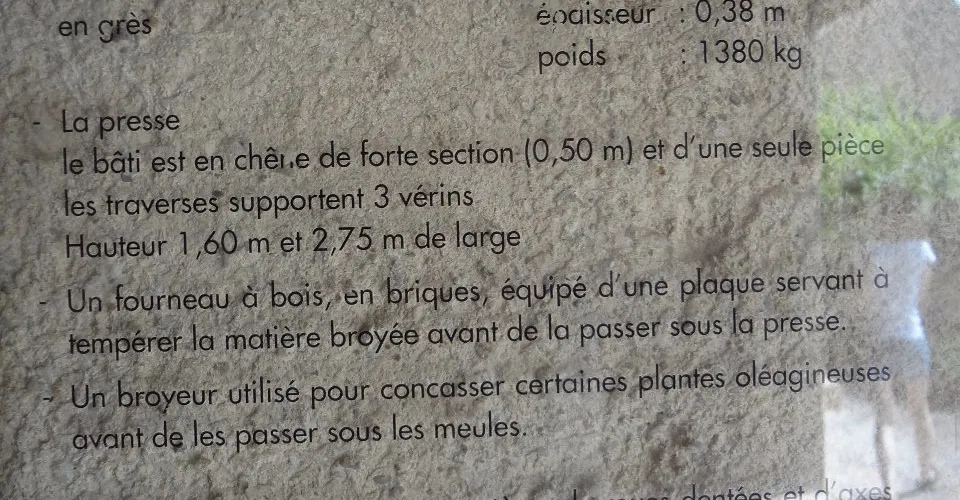 en grès
épaisseur : 0,38 m
poids : 1380 kg
- La presse
le bâti est en chêne de forte section (0,50 m) et d'une seule pièce
les traverses supportent 3 vérins
Hauteur 1,60 m et 2,75 m de large
- Un fourneau à bois, en briques, équipé d'une plaque servant à
tempérer la matière broyée avant de la passer sous la presse.
- Un broyeur utilisé pour concasser certaines plantes oléagineuses
avant de les passer sous les meules.
dentées et d'axes